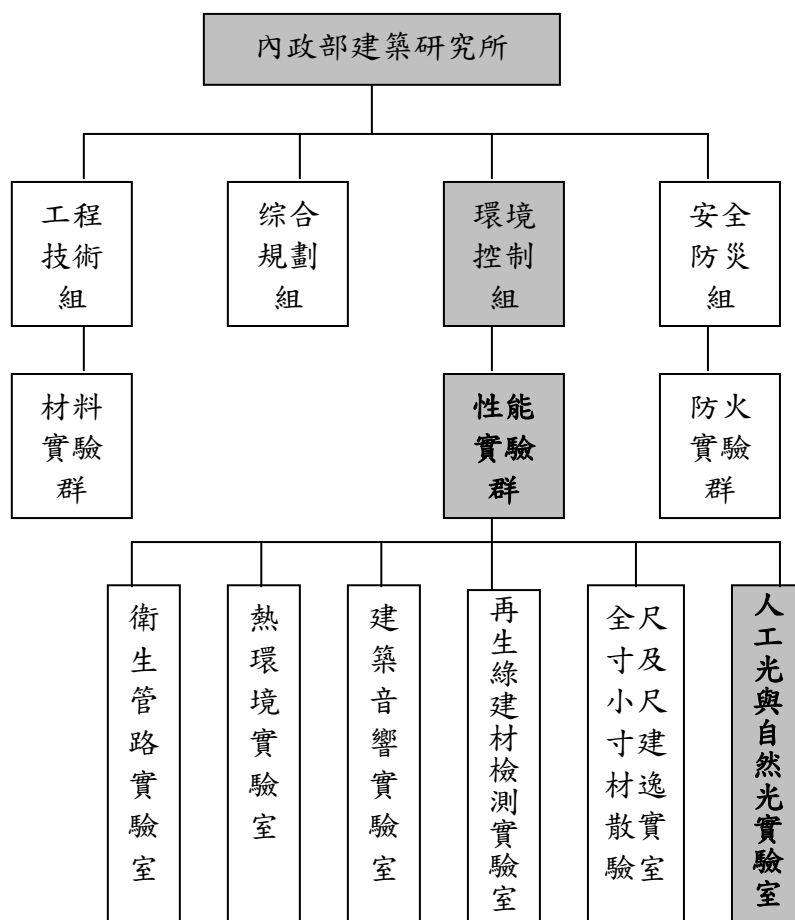 內政部建築研究所
工程
技術
組
综合
規劃
組
環境
控制
組
安全
防災
組
材料
實驗
群
性能
實驗
群
防火
實驗
群
衛生管路實驗室
熱環境實驗室
建築音響實驗室
再生綠建材檢測實驗室
全尺
寸及
小尺
寸建
材逸
散實
驗室
人工光與自然光實驗室